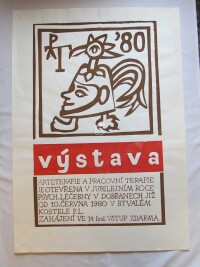 PRAT '80
výstava
ARTETERAPIE A PRACOVNÍ TERAPIE
JE OTEVŘENA V JUBILEJNÍM ROCE
PSYCH. LÉČEBNY V DOBŘANECH JIŽ
OD 10. ČERVNA 1980 V BÝVALÉM
KOSTELE P.L.
ZAHÁJENÍ VE 14 hod. VSTUP ZDARMA